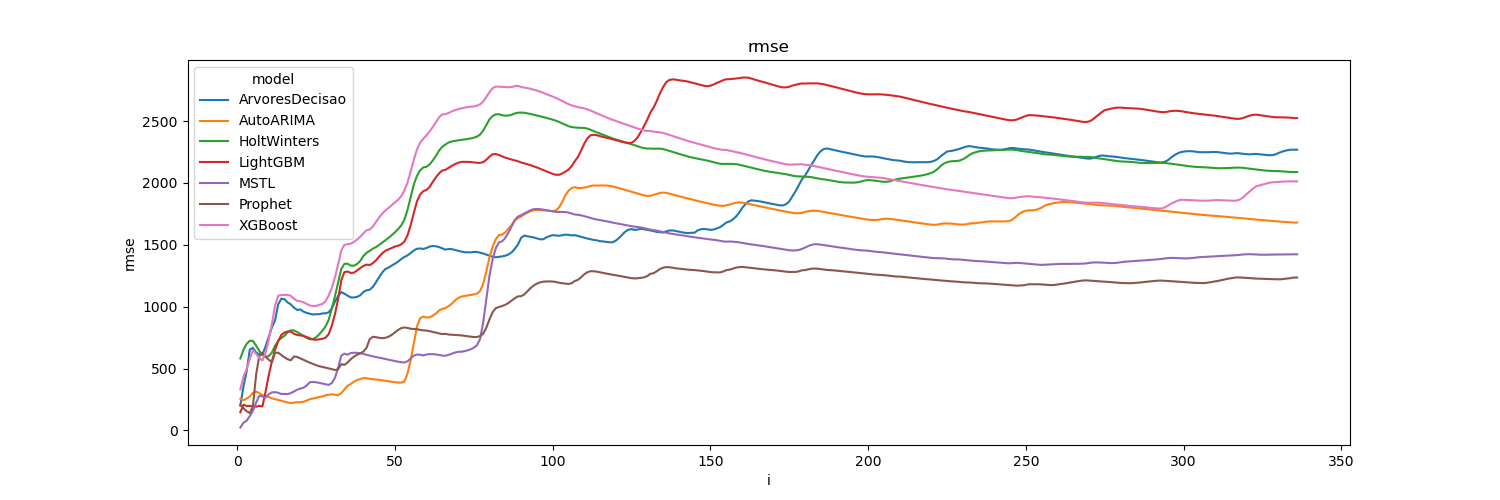 rmse
model
ArvoresDecisao
AutoARIMA
HoltWinters
LightGBM
MSTL
Prophet
XGBoost
rmse
2500
2000
1500
1000
500
0
0 50 100 150 200 250 300 350
i